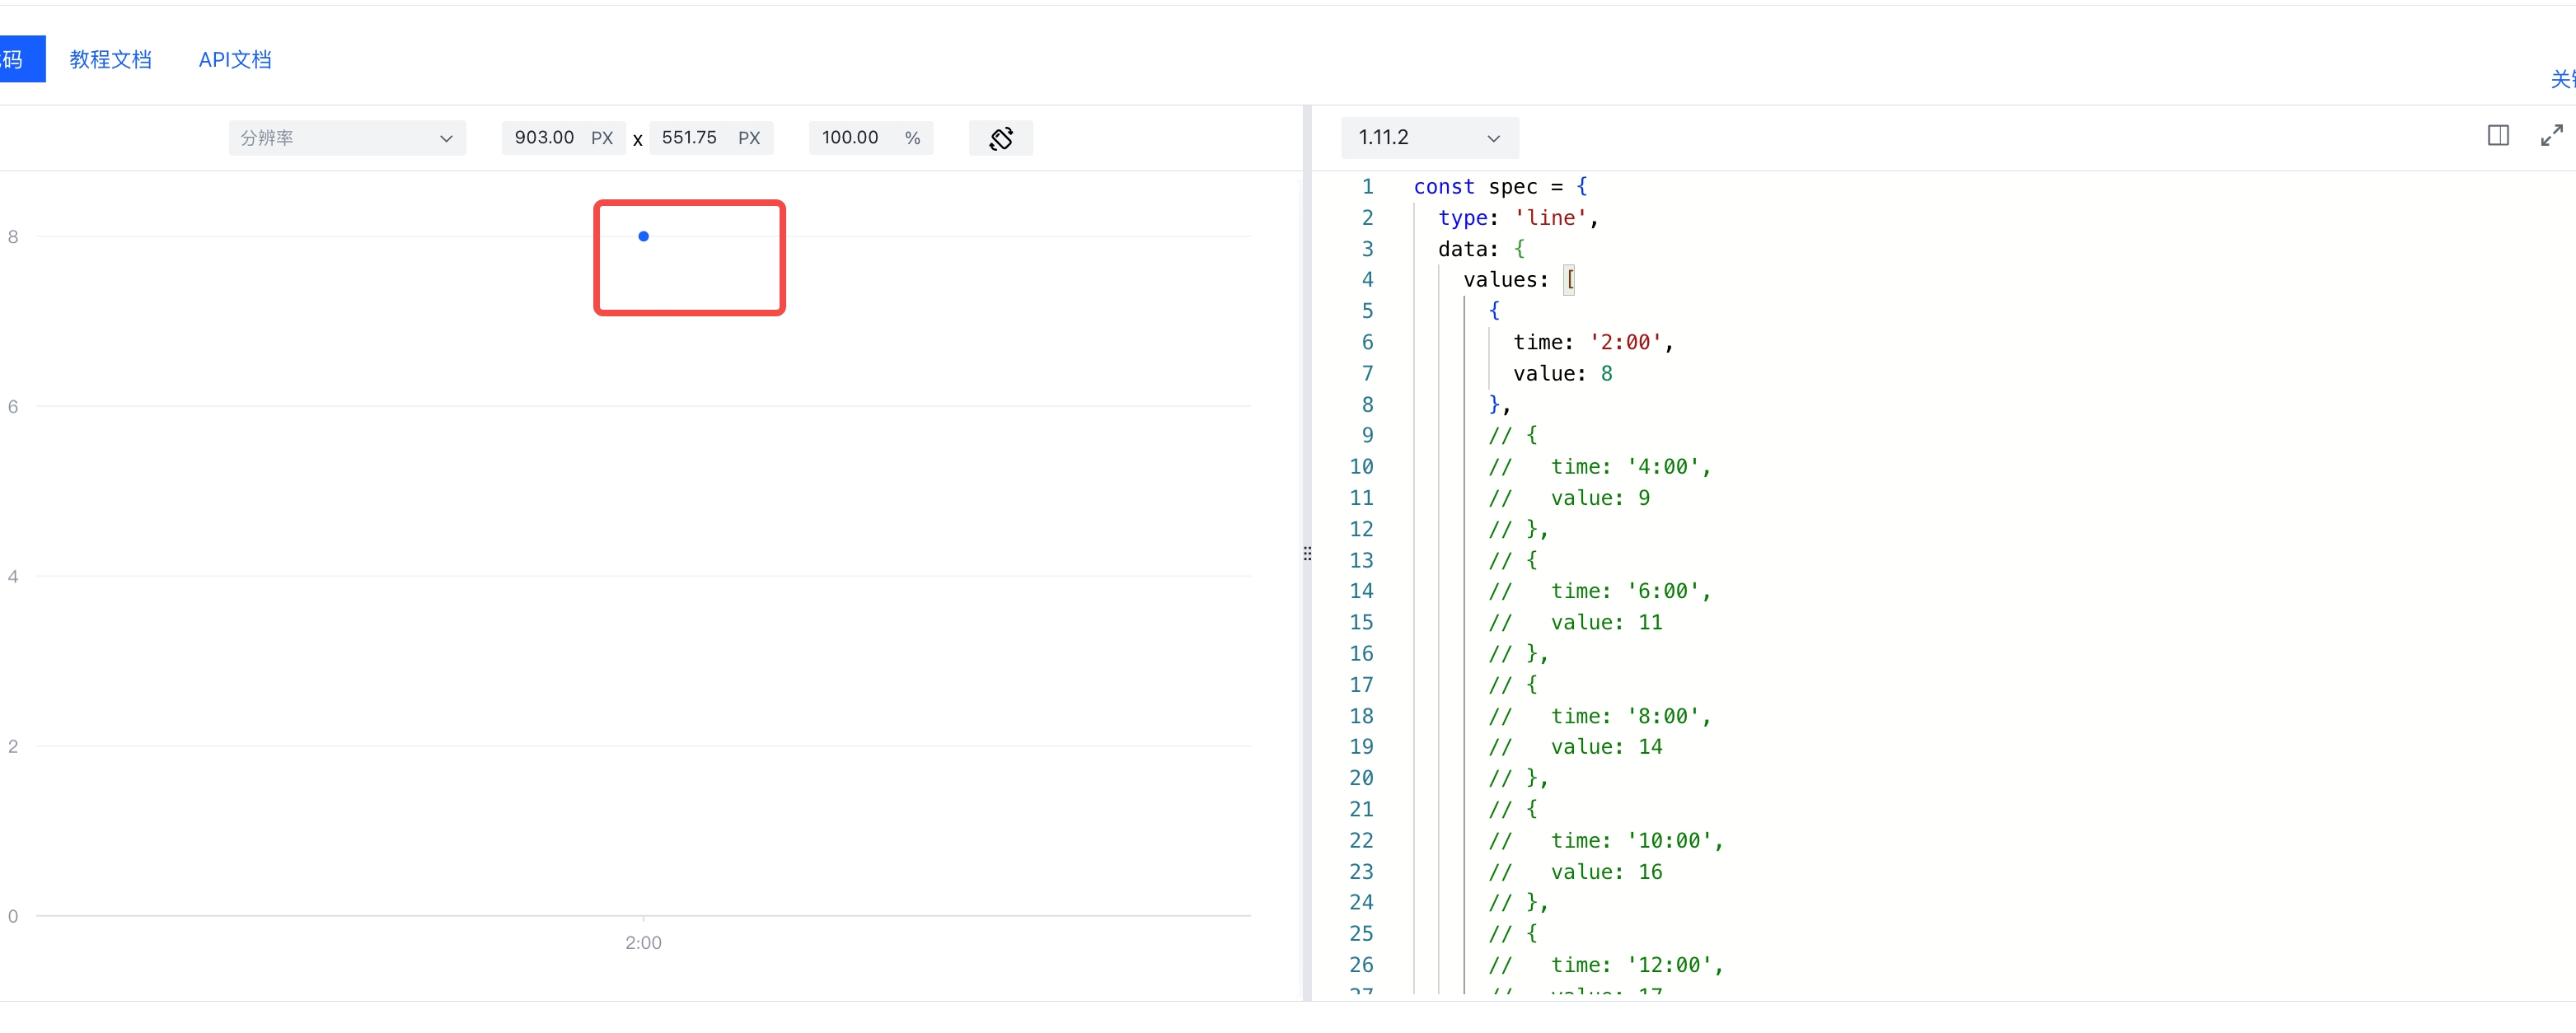 码
教程文档
API文档
关
分辨率
903.00 PX x 551.75 PX
100.00 %
1.11.2
8
6
4
2
0
2:00
1 const spec = {
2 type: 'line',
3 data: {
4 values: [
5 {
6 time: '2:00',
7 value: 8
8 },
9 // {
10 // time: '4:00',
11 // value: 9
12 // },
13 // {
14 // time: '6:00',
15 // value: 11
16 // },
17 // {
18 // time: '8:00',
19 // value: 14
20 // },
21 // {
22 // time: '10:00',
23 // value: 16
24 // },
25 // {
26 // time: '12:00',
27 // value: 17